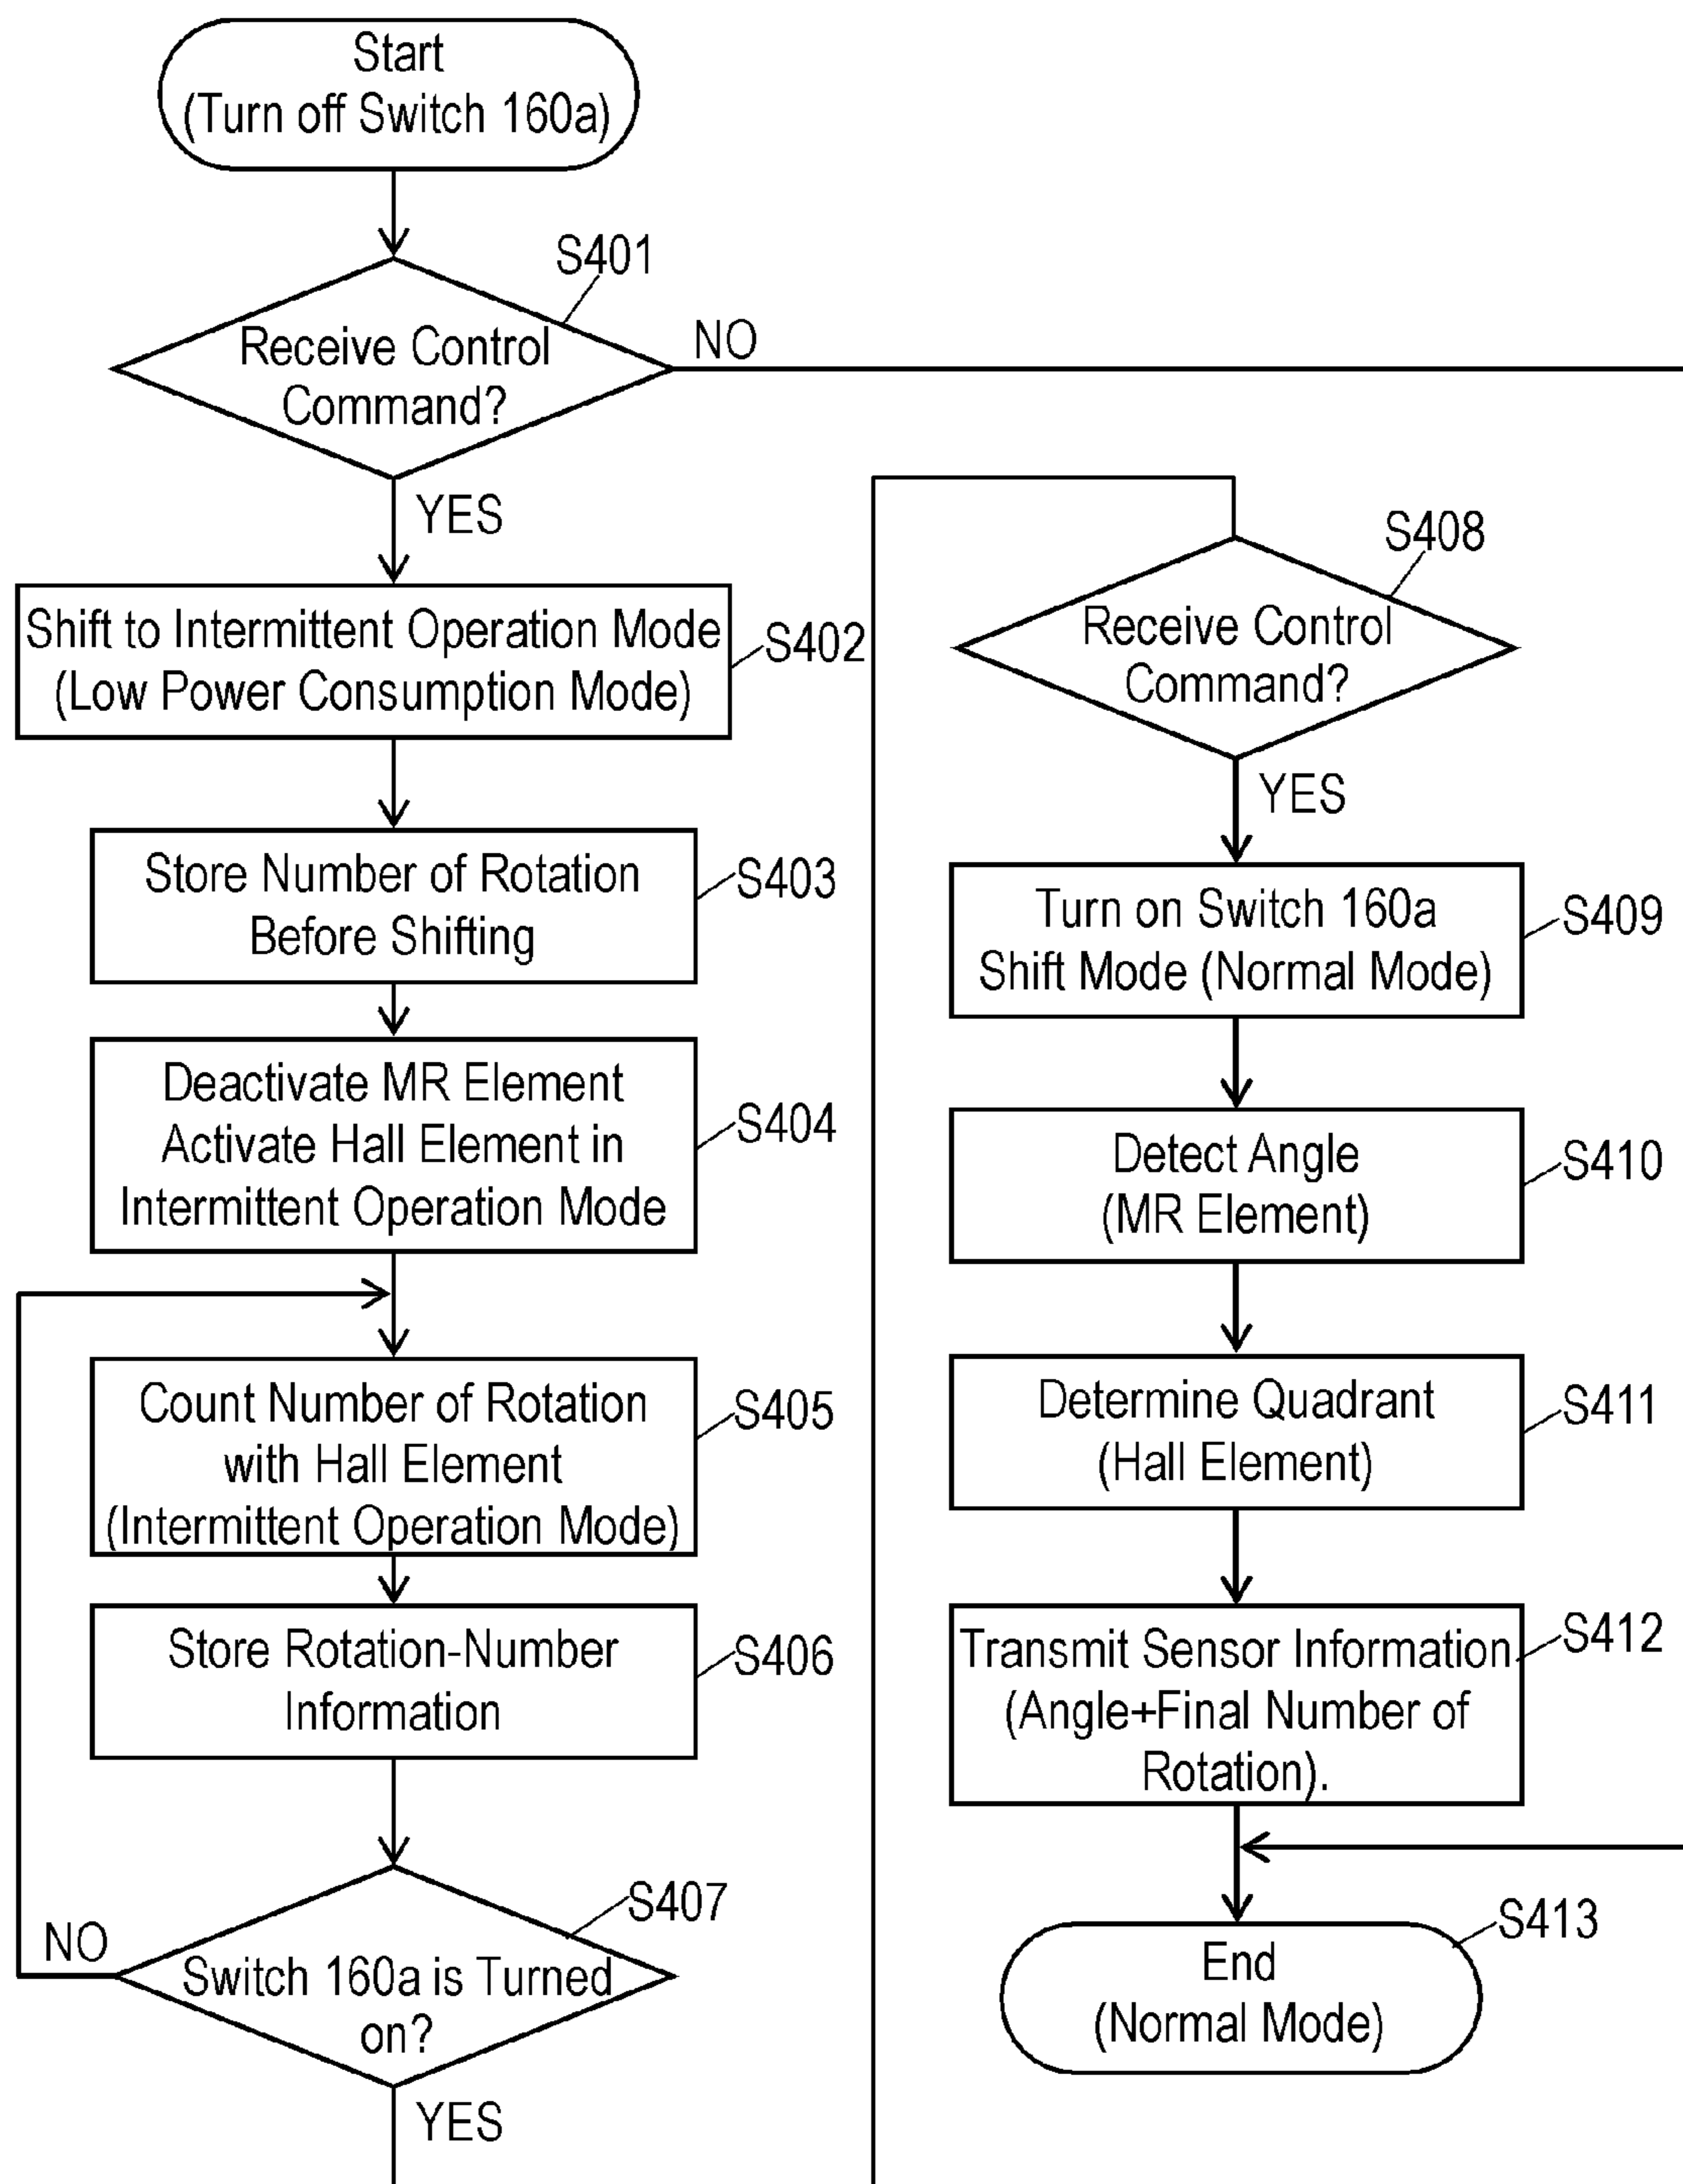 Start
(Turn off Switch 160a)
S401
Receive Control
Command?
NO
YES
Shift to Intermittent Operation Mode
(Low Power Consumption Mode)
S402
Store Number of Rotation
Before Shifting
S403
Deactivate MR Element
Activate Hall Element in
Intermittent Operation Mode
S404
Count Number of Rotation
with Hall Element
(Intermittent Operation Mode)
S405
Store Rotation-Number
Information
S406
S407
NO
Switch 160a is Turned
on?
YES
S408
Receive Control
Command?
YES
Turn on Switch 160a
Shift Mode (Normal Mode)
S409
Detect Angle
(MR Element)
S410
Determine Quadrant
(Hall Element)
S411
Transmit Sensor Information
(Angle+Final Number of
Rotation).
S412
S413
End
(Normal Mode)